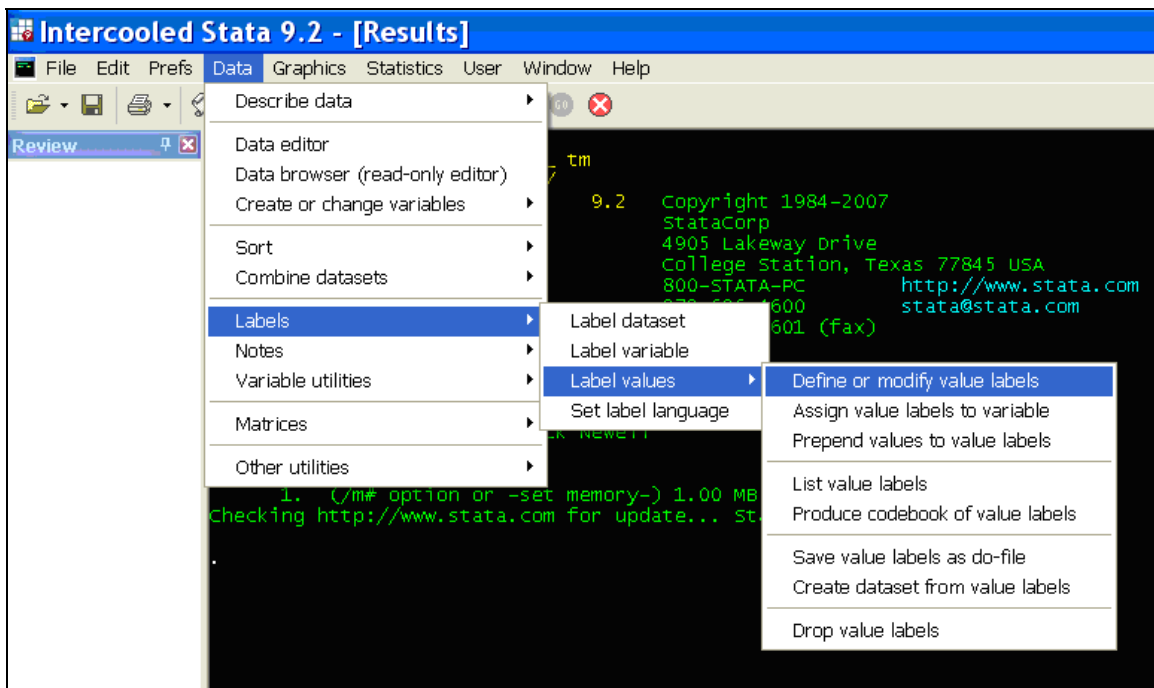 Intercooled Stata 9.2 - [Results]
File Edit Prefs Data Graphics Statistics User Window Help
GO
Review
Describe data
Data editor
Data browser (read-only editor)
Create or change variables
Sort
Combine datasets
Labels
Notes
Variable utilities
Matrices
Other utilities
Label dataset
Label variable
Label values
Set label language
Define or modify value labels
Assign value labels to variable
Prepend values to value labels
List value labels
Produce codebook of value labels
Save value labels as do-file
Create dataset from value labels
Drop value labels
tm
9.2 Copyright 1984-2007
StataCorp
4905 Lakeway Drive
College Station, Texas 77845 USA
800-STATA-PC http://www.stata.com
stata@stata.com
(fax)
Newell
1. (/m# option or -set memory-) 1.00 MB
Checking http://www.stata.com for update...
.